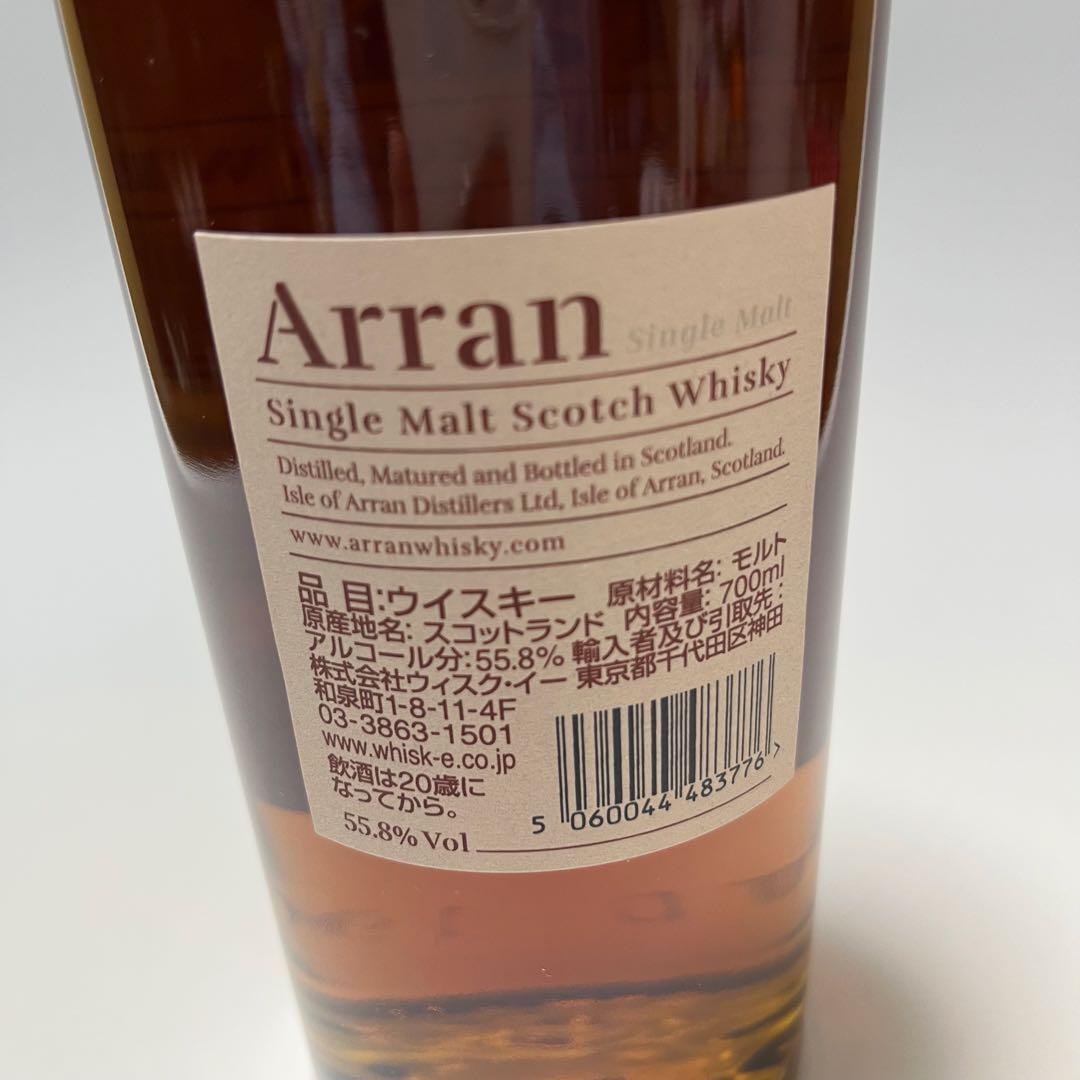 Arran Single Malt
Single Malt Scotch Whisky
Distilled, Matured and Bottled in Scotland.
Isle of Arran Distillers Ltd, Isle of Arran, Scotland.
www.arranwhisky.com
品 目:ウイスキー 原材料名: モルト
原産地名: スコットランド 内容量: 700ml
アルコール分:55.8% 輸入者及び引取先:
株式会社ウィスク・イー 東京都千代田区神田
和泉町1-8-11-4F
03-3863-1501
www.whisk-e.co.jp
飲酒は20歳に
なってから。
55.8% Vol
5 060044 483776 >